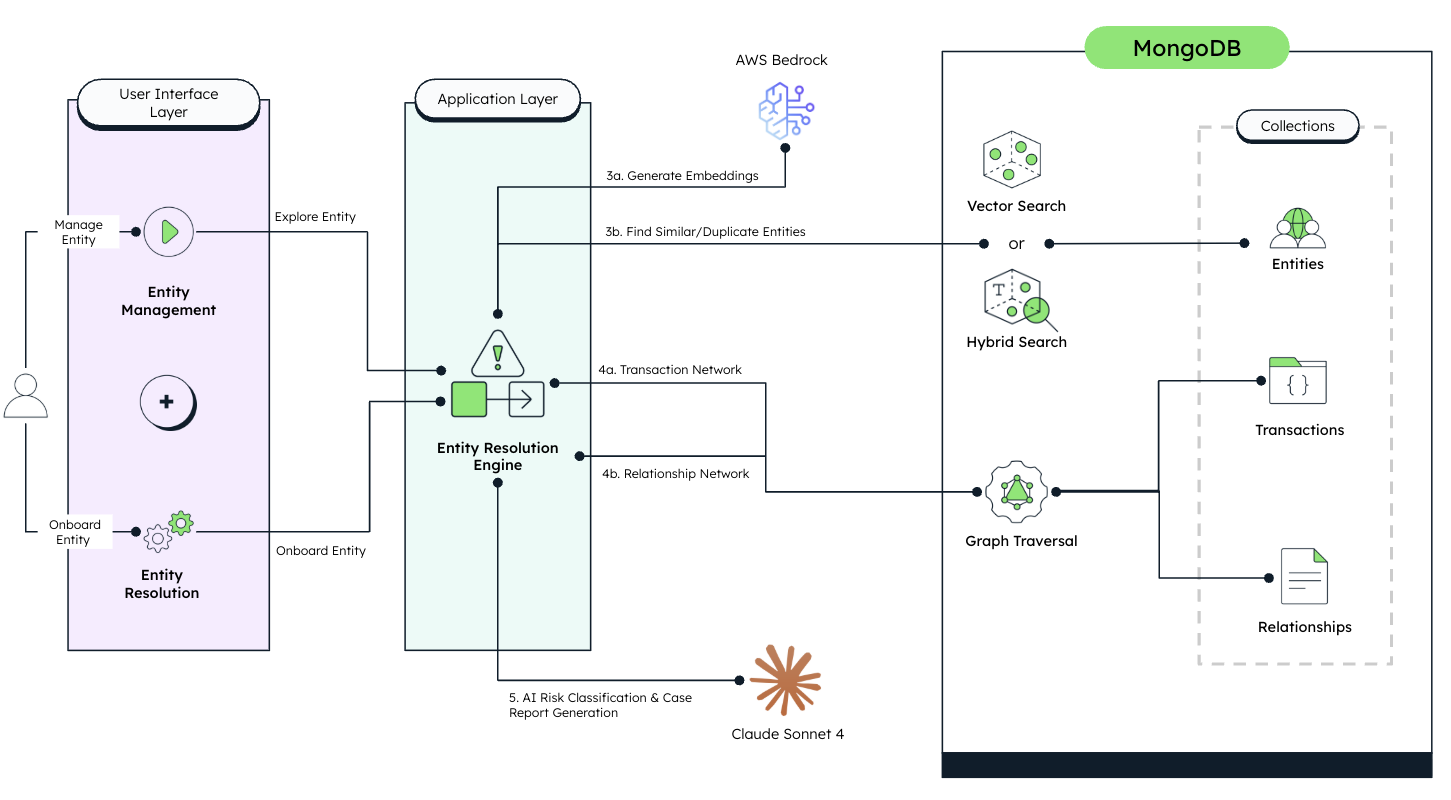 User Interface
Layer
Manage
Entity
Entity
Management
Onboard
Entity
Entity
Resolution
Explore Entity
Onboard Entity
Application Layer
Entity Resolution
Engine
AWS Bedrock
3a. Generate Embeddings
3b. Find Similar/Duplicate Entities
4a. Transaction Network
4b. Relationship Network
5. AI Risk Classification & Case
Report Generation
Claude Sonnet 4
MongoDB
Vector Search
or
T
Hybrid Search
Graph Traversal
Collections
Entities
{ }
Transactions
Relationships